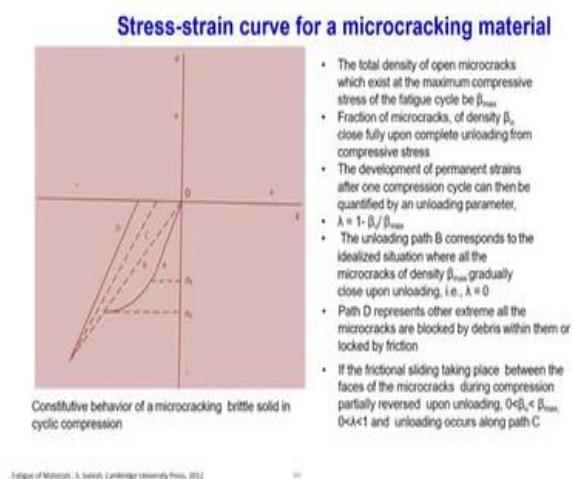 Stress-strain curve for a microcracking material
• The total density of open microcracks
which exist at the maximum compressive
stress of the fatigue cycle be βmax
• Fraction of microcracks, of density βu
close fully upon complete unloading from
compressive stress
• The development of permanent strains
after one compression cycle can then be
quantified by an unloading parameter,
• λ = 1- βu/ βmax
• The unloading path B corresponds to the
idealized situation where all the
microcracks of density βmax gradually
close upon unloading, i.e., λ = 0
• Path D represents other extreme all the
microcracks are blocked by debris within them or
locked by friction
• If the frictional sliding taking place between the
faces of the microcracks during compression
partially reversed upon unloading, 0<βu< βmax,
0<λ<1 and unloading occurs along path C
O
D
C
Constitutive behavior of a microcracking brittle solid in
cyclic compression
Fatigue of Materials, S. Suresh, Cambridge University Press, 2012